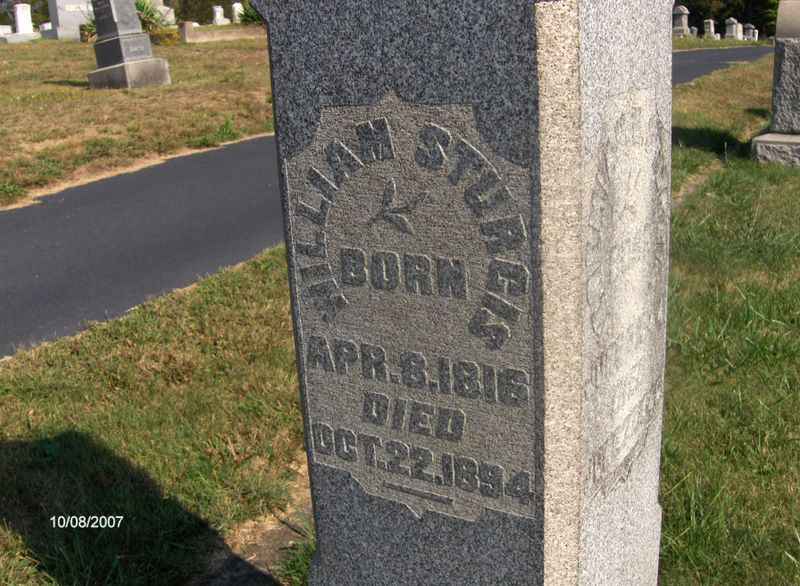 WILLIAM STURGIS
BORN
APR. 8. 1816
DIED
OCT. 22. 1894
10/08/2007